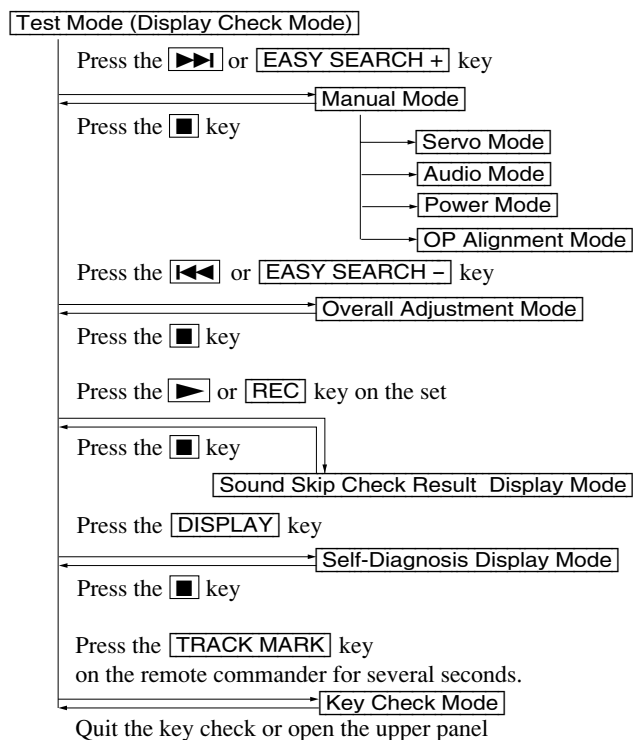 Test Mode (Display Check Mode)
Press the ▶▶I or EASY SEARCH + key
Manual Mode
Press the ■ key
Servo Mode
Audio Mode
Power Mode
OP Alignment Mode
Press the I◀◀ or EASY SEARCH – key
Overall Adjustment Mode
Press the ■ key
Press the ▶ or REC key on the set
Press the ■ key
Sound Skip Check Result Display Mode
Press the DISPLAY key
Self-Diagnosis Display Mode
Press the ■ key
Press the TRACK MARK key
on the remote commander for several seconds.
Key Check Mode
Quit the key check or open the upper panel